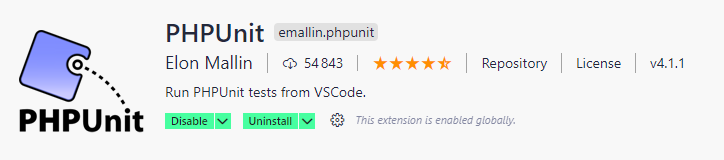 PHPUnit emallin.phpunit
Elon Mallin 54 843 Repository License v4.1.1
Run PHPUnit tests from VSCode.
Disable Uninstall This extension is enabled globally.
PHPUnit